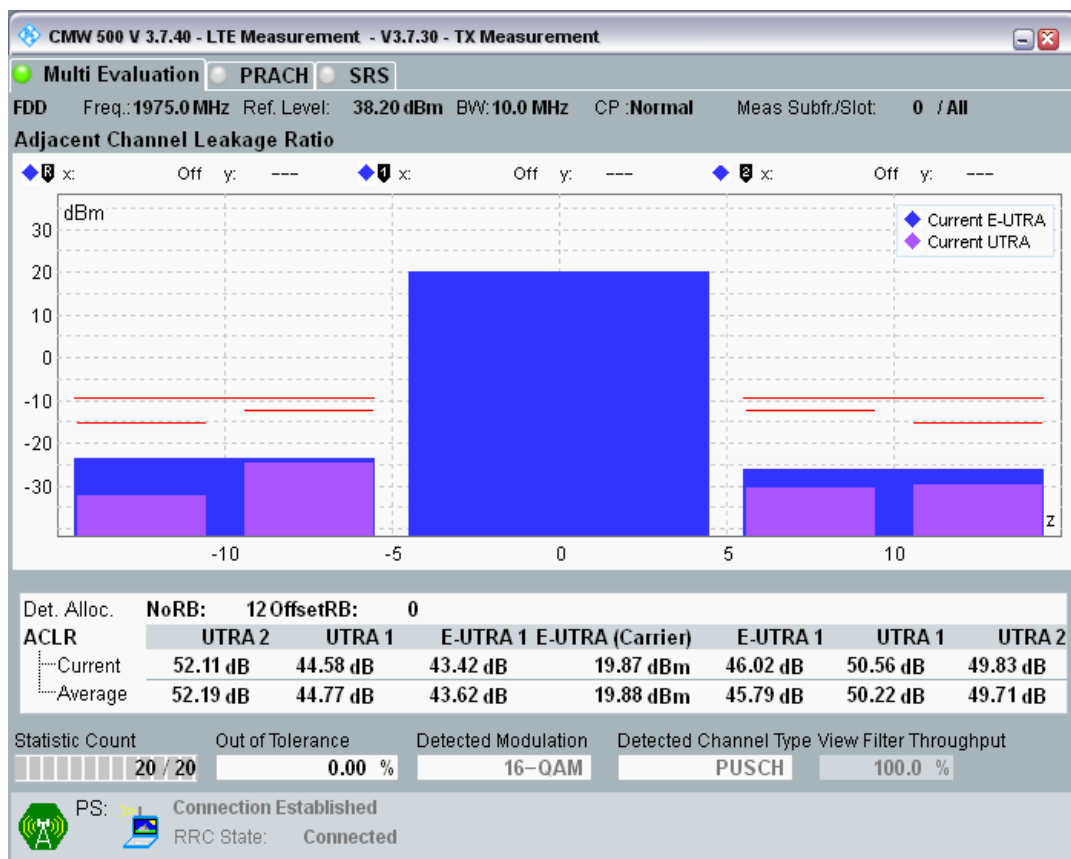 CMW 500 V 3.7.40 - LTE Measurement - V3.7.30 - TX Measurement
Multi Evaluation PRACH SRS
FDD Freq.: 1975.0 MHz Ref. Level: 38.20 dBm BW: 10.0 MHz CP :Normal Meas Subfr./Slot: 0 / All
Adjacent Channel Leakage Ratio
R x: Off y: --- 1 x: Off y: --- 2 x: Off y: ---
dBm
Current E-UTRA
Current UTRA
30
20
10
0
-10
-20
-30
z
-10 -5 0 5 10
Det. Alloc. NoRB: 12 OffsetRB: 0
ACLR UTRA 2 UTRA 1 E-UTRA 1 E-UTRA (Carrier) E-UTRA 1 UTRA 1 UTRA 2
Current 52.11 dB 44.58 dB 43.42 dB 19.87 dBm 46.02 dB 50.56 dB 49.83 dB
Average 52.19 dB 44.77 dB 43.62 dB 19.88 dBm 45.79 dB 50.22 dB 49.71 dB
Statistic Count Out of Tolerance Detected Modulation Detected Channel Type View Filter Throughput
20 / 20 0.00 % 16-QAM PUSCH 100.0 %
PS: Connection Established
RRC State: Connected